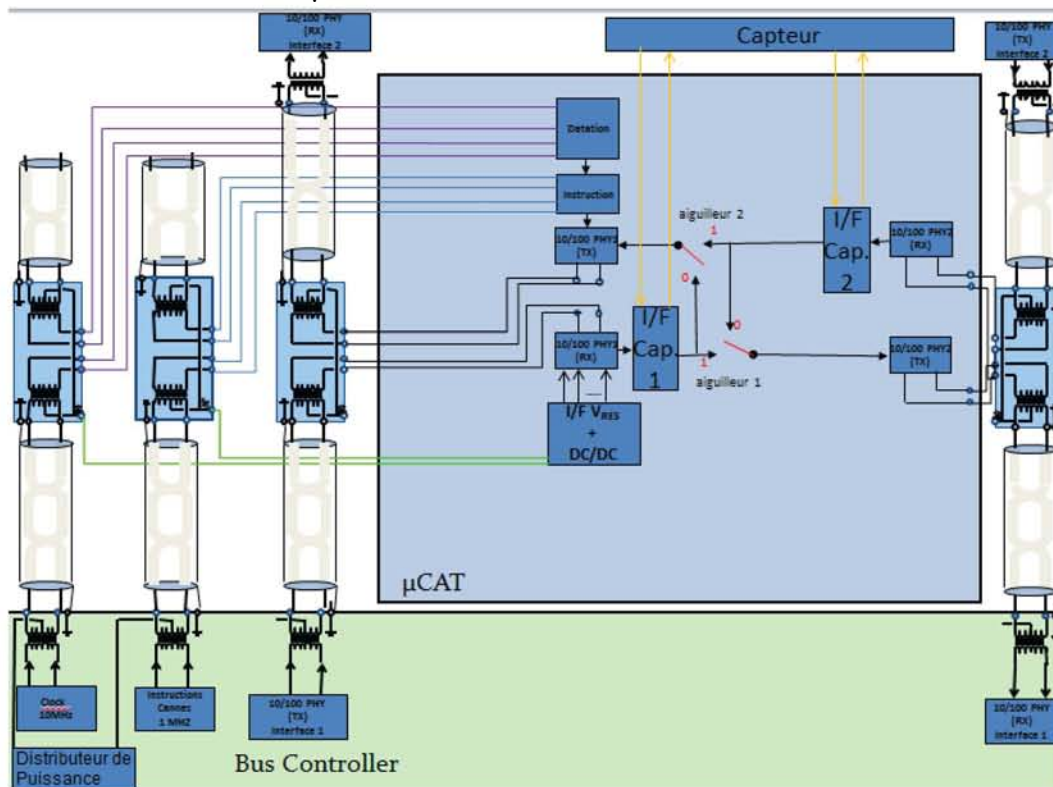 10/100 PHY
(RX)
Interface 2
Capteur
10/100 PHY
(TX)
Interface 2
Datation
Instruction
10/100 PHY2
(TX)
aiguilleur 2
1
0
I/F
Cap.
2
10/100 PHY2
(RX)
10/100 PHY1
(RX)
I/F
Cap.
1
0
1
aiguilleur 1
10/100 PHY2
(TX)
I/F VRES
+
DC/DC
µCAT
Clock
10MHz
Instructions
Cannes
1 MHZ
10/100 PHY
(TX)
Interface 1
10/100 PHY
(RX)
Interface 1
Distributeur de
Puissance
Bus Controller